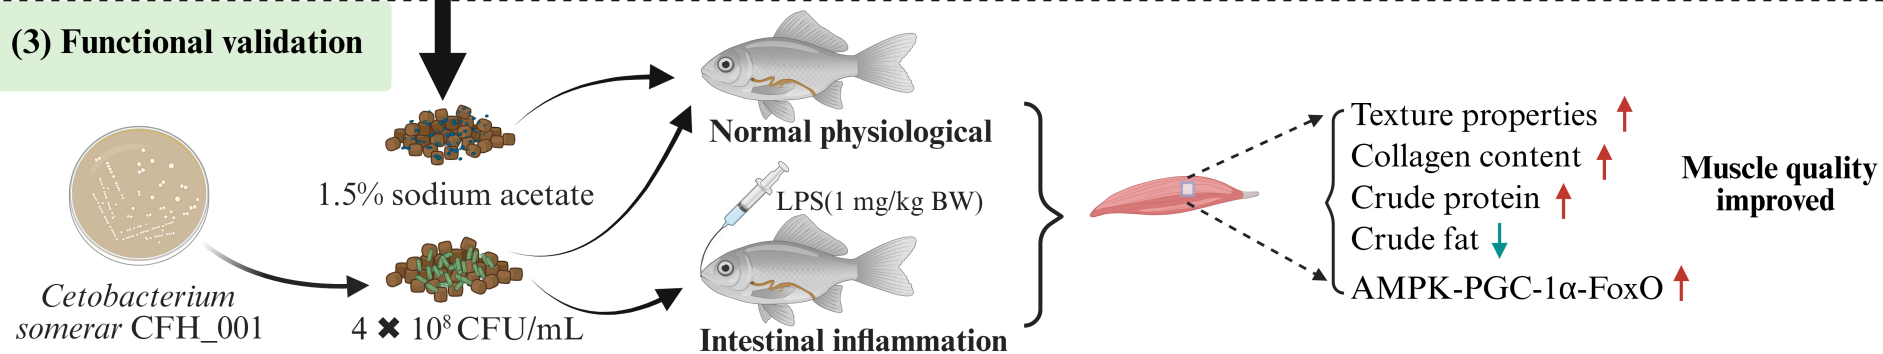 (3) Functional validation
1.5% sodium acetate
Cetobacterium
somerar CFH_001
4 ✖ 10⁸ CFU/mL
Normal physiological
LPS(1 mg/kg BW)
Intestinal inflammation
Texture properties ↑
Collagen content ↑
Crude protein ↑
Crude fat ↓
AMPK-PGC-1α-FoxO ↑
Muscle quality
improved